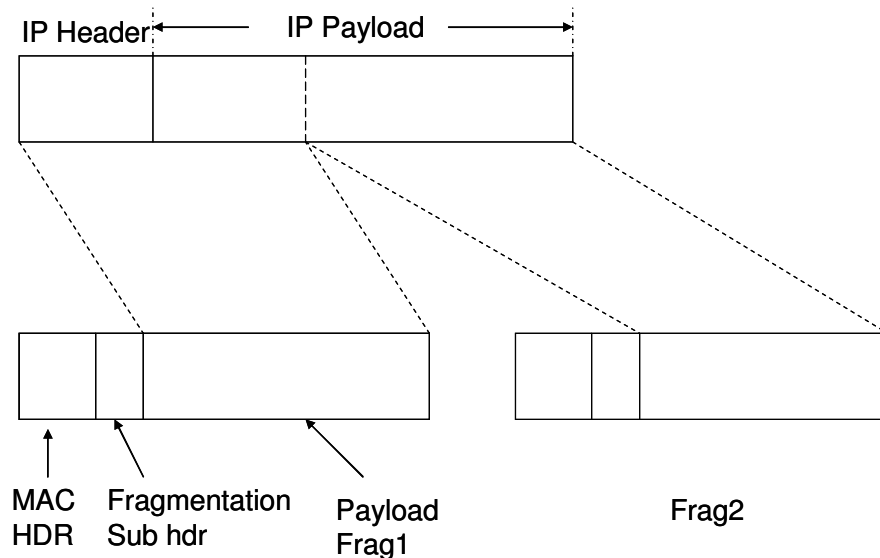 IP Header
IP Payload
MAC
HDR
Fragmentation
Sub hdr
Payload
Frag1
Frag2